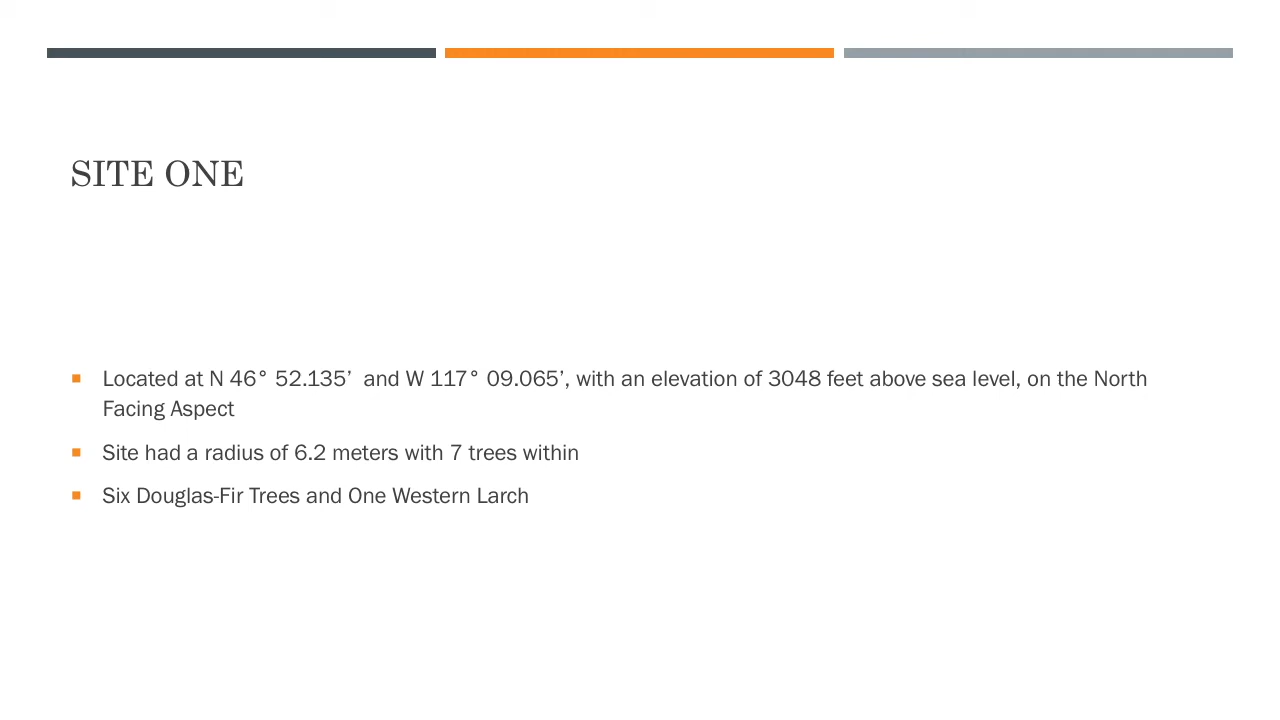 SITE ONE
Located at N 46° 52.135’  and W 117° 09.065’, with an elevation of 3048 feet above sea level, on the North
Facing Aspect
Site had a radius of 6.2 meters with 7 trees within
Six Douglas-Fir Trees and One Western Larch